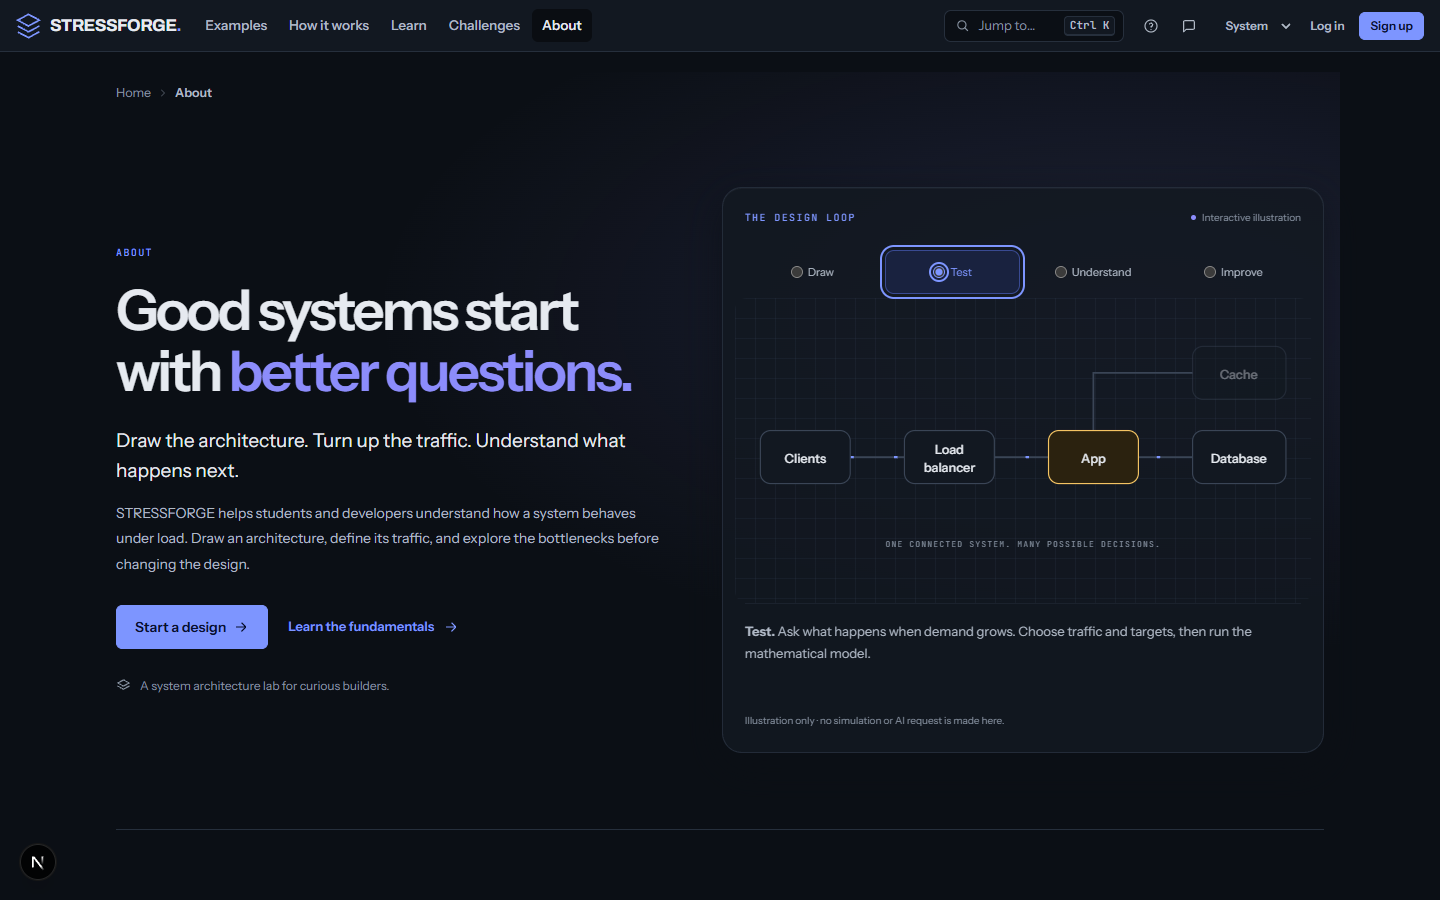 STRESSFORGE.
Examples
How it works
Learn
Challenges
About
Jump to...
Ctrl K
System
Log in
Sign up
Home
About
ABOUT
Good systems start
with better questions.
Draw the architecture. Turn up the traffic. Understand what
happens next.
STRESSFORGE helps students and developers understand how a system behaves
under load. Draw an architecture, define its traffic, and explore the bottlenecks before
changing the design.
Start a design →
Learn the fundamentals →
A system architecture lab for curious builders.
THE DESIGN LOOP
Interactive illustration
Draw
Test
Understand
Improve
Cache
Clients
Load
balancer
App
Database
ONE CONNECTED SYSTEM. MANY POSSIBLE DECISIONS.
Test. Ask what happens when demand grows. Choose traffic and targets, then run the
mathematical model.
Illustration only · no simulation or AI request is made here.
N